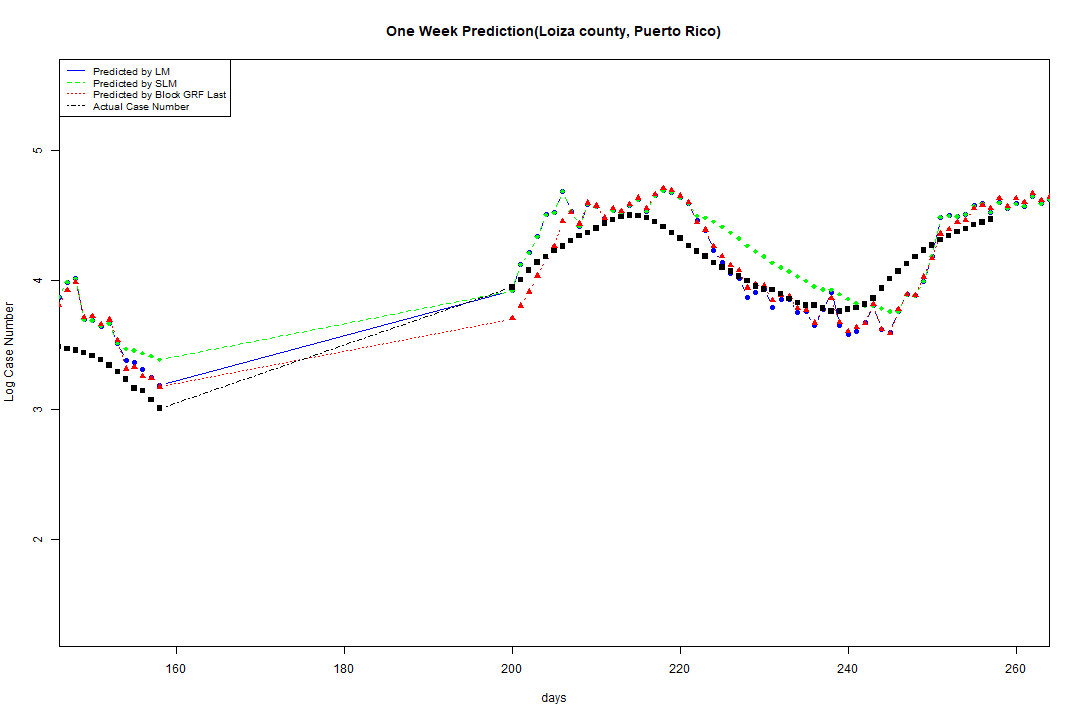 One Week Prediction(Loiza county, Puerto Rico)
Predicted by LM
Predicted by SLM
Predicted by Block GRF Last
Actual Case Number
5
4
3
2
Log Case Number
160 180 200 220 240 260
days